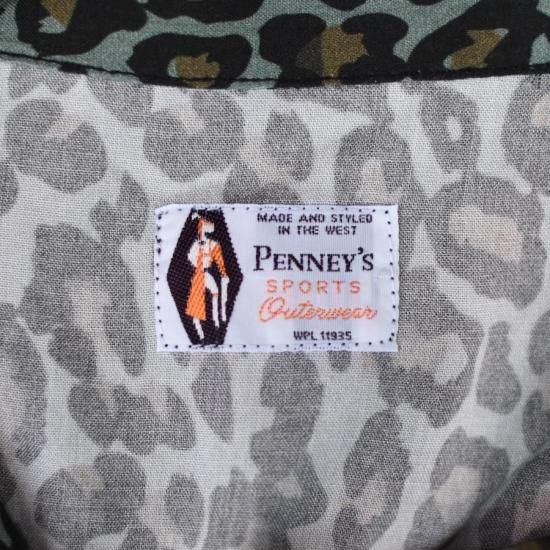 MADE AND STYLED
IN THE WEST
PENNEY'S
SPORTS
Outerwear
WPL 11935